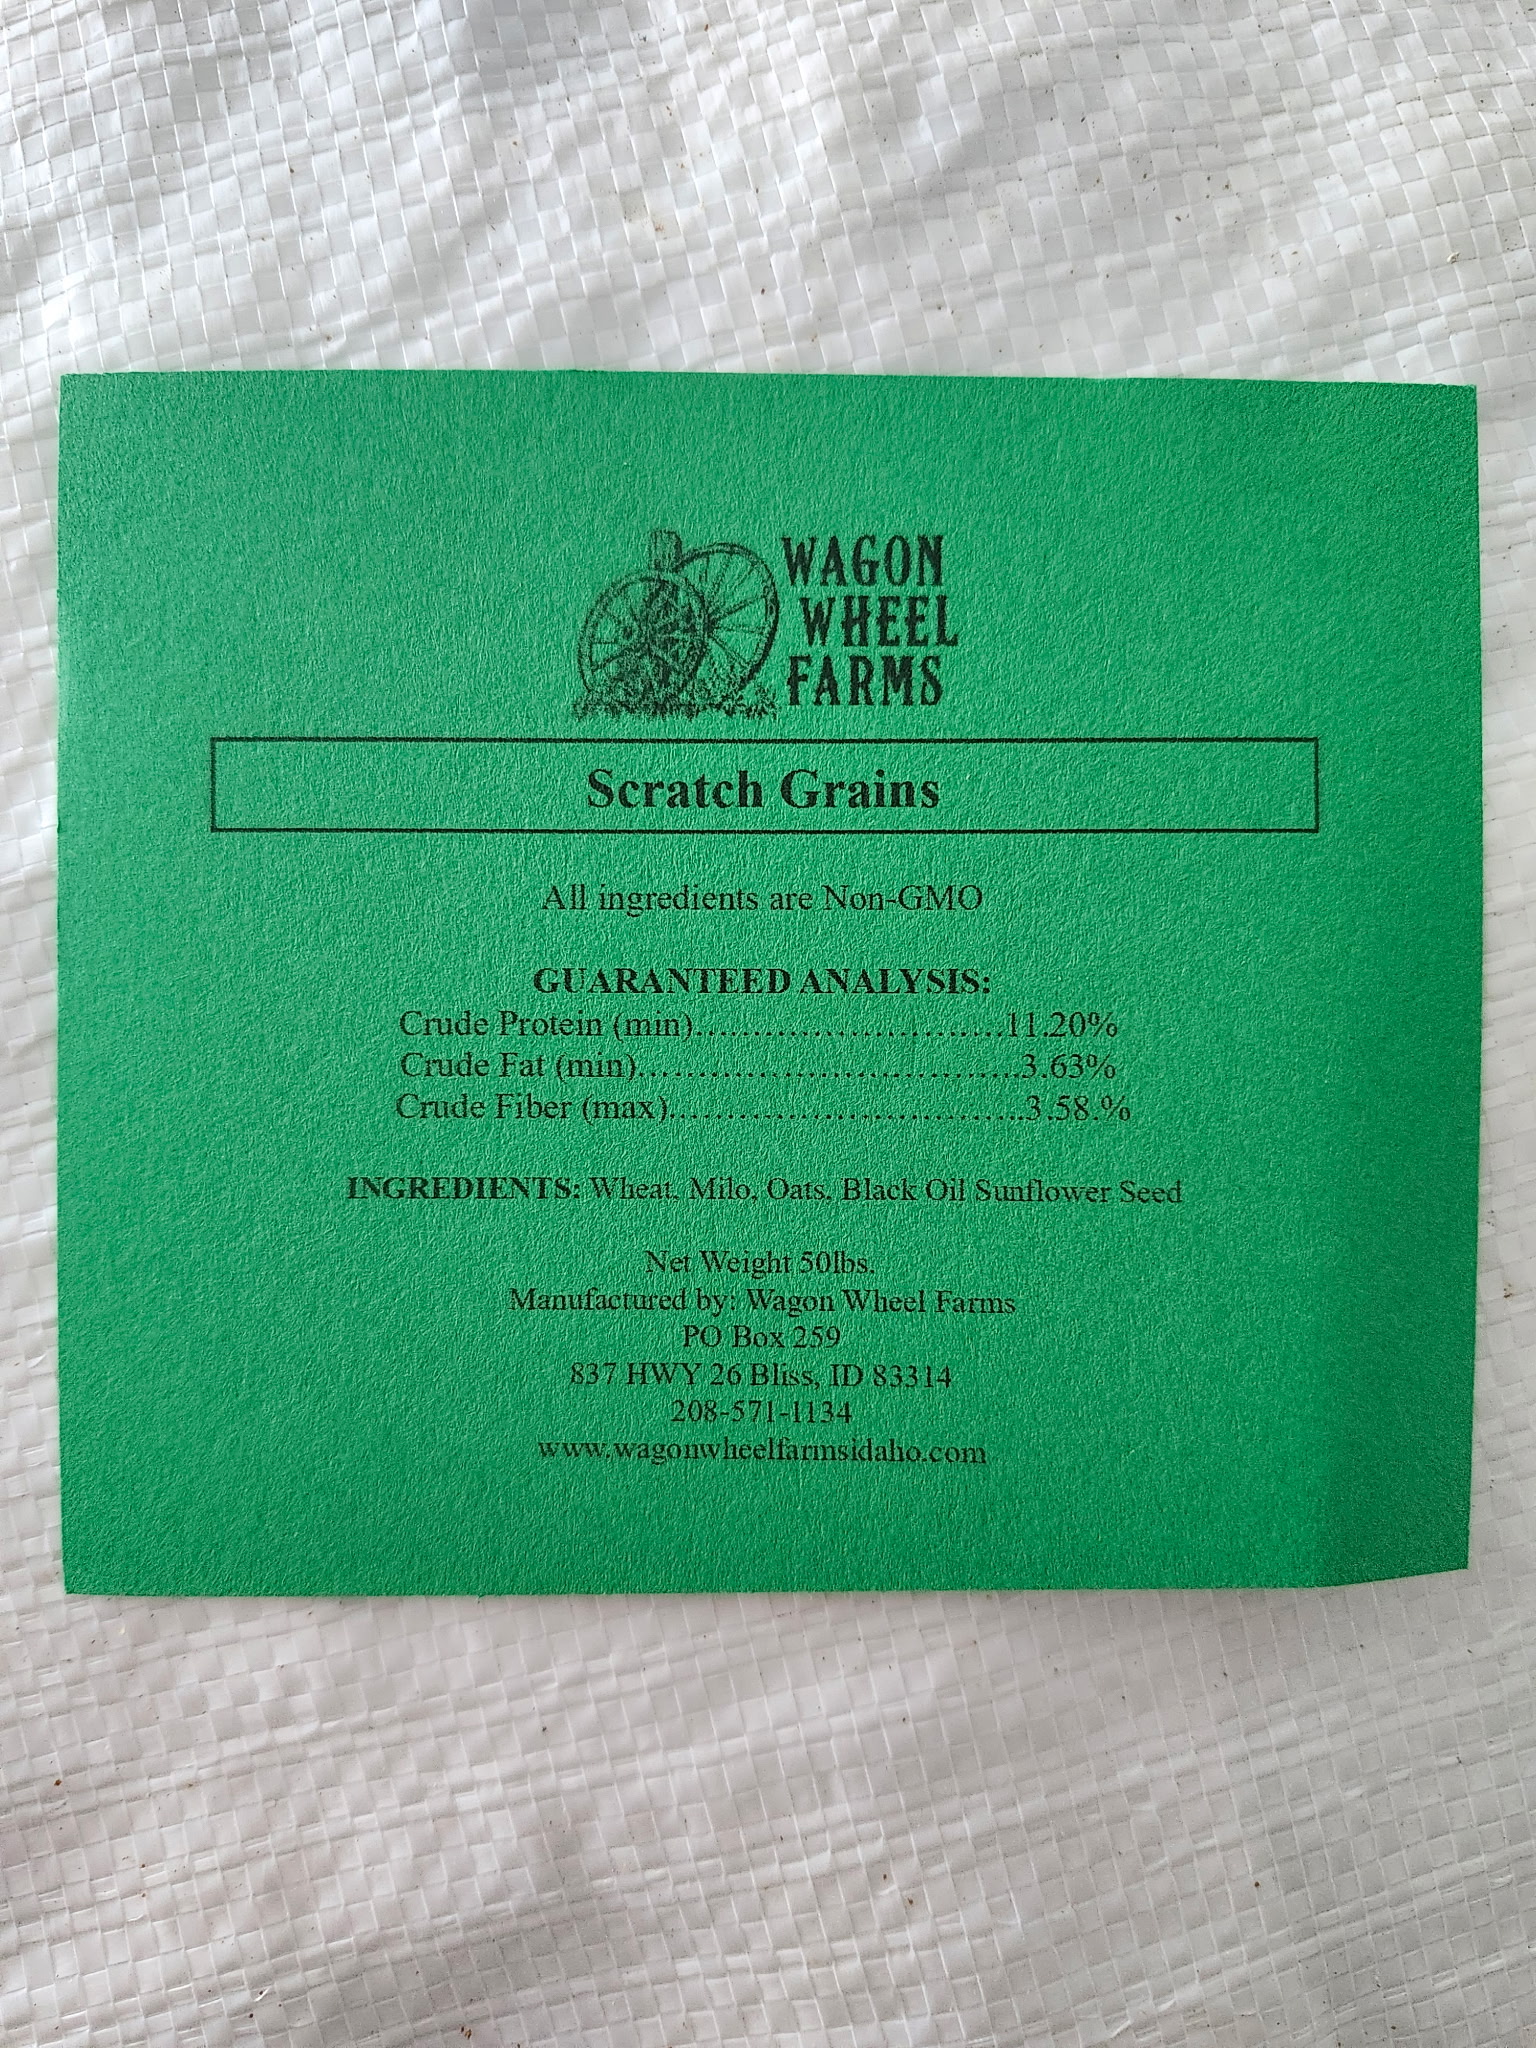 WAGON
WHEEL
FARMS
Scratch Grains
All ingredients are Non-GMO
GUARANTEED ANALYSIS:
Crude Protein (min)............................11.20%
Crude Fat (min)..................................3.63%
Crude Fiber (max)................................3.58.%
INGREDIENTS: Wheat, Milo, Oats, Black Oil Sunflower Seed
Net Weight 50lbs.
Manufactured by: Wagon Wheel Farms
PO Box 259
837 HWY 26 Bliss, ID 83314
208-571-1134
www.wagonwheelfarmsidaho.com